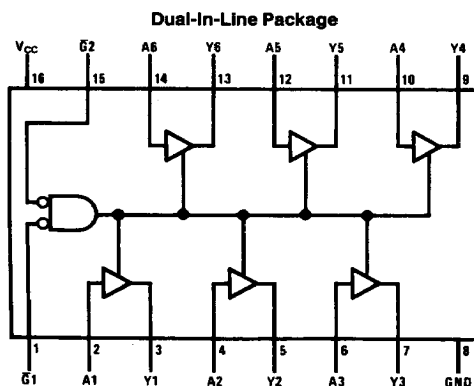 Dual-In-Line Package
VCC G̅2 A6 Y6 A5 Y5 A4 Y4
16 15 14 13 12 11 10 9
1 2 3 4 5 6 7 8
G̅1 A1 Y1 A2 Y2 A3 Y3 GND